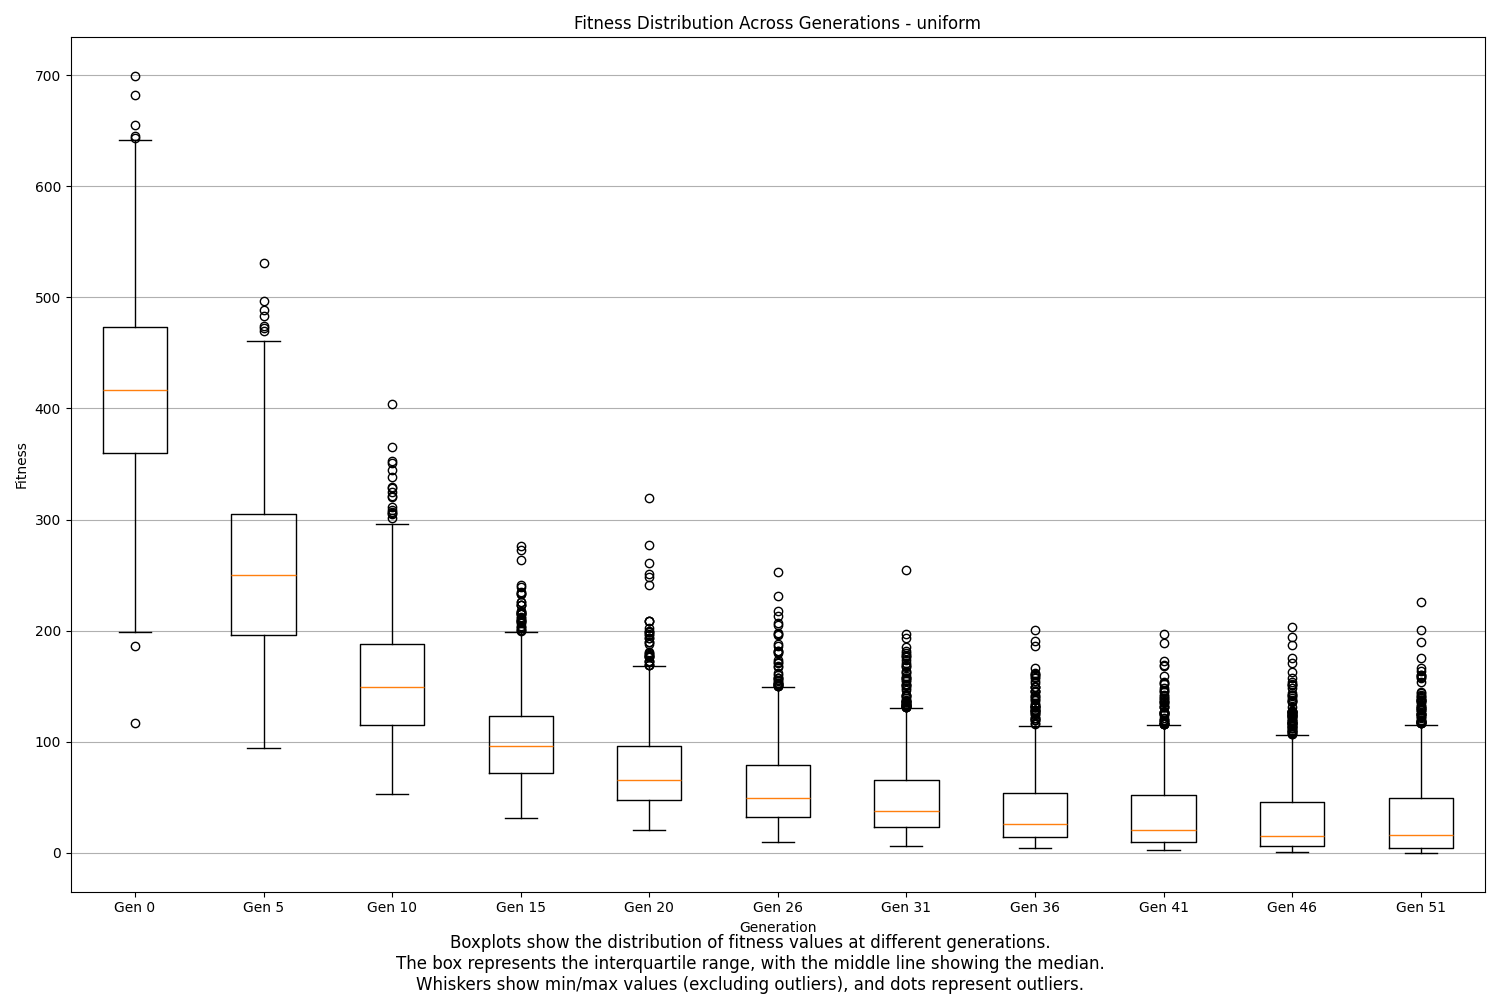 Fitness Distribution Across Generations - uniform
700
600
500
400
300
200
100
0
Fitness
Gen 0 Gen 5 Gen 10 Gen 15 Gen 20 Gen 26 Gen 31 Gen 36 Gen 41 Gen 46 Gen 51
Generation
Boxplots show the distribution of fitness values at different generations.
The box represents the interquartile range, with the middle line showing the median.
Whiskers show min/max values (excluding outliers), and dots represent outliers.